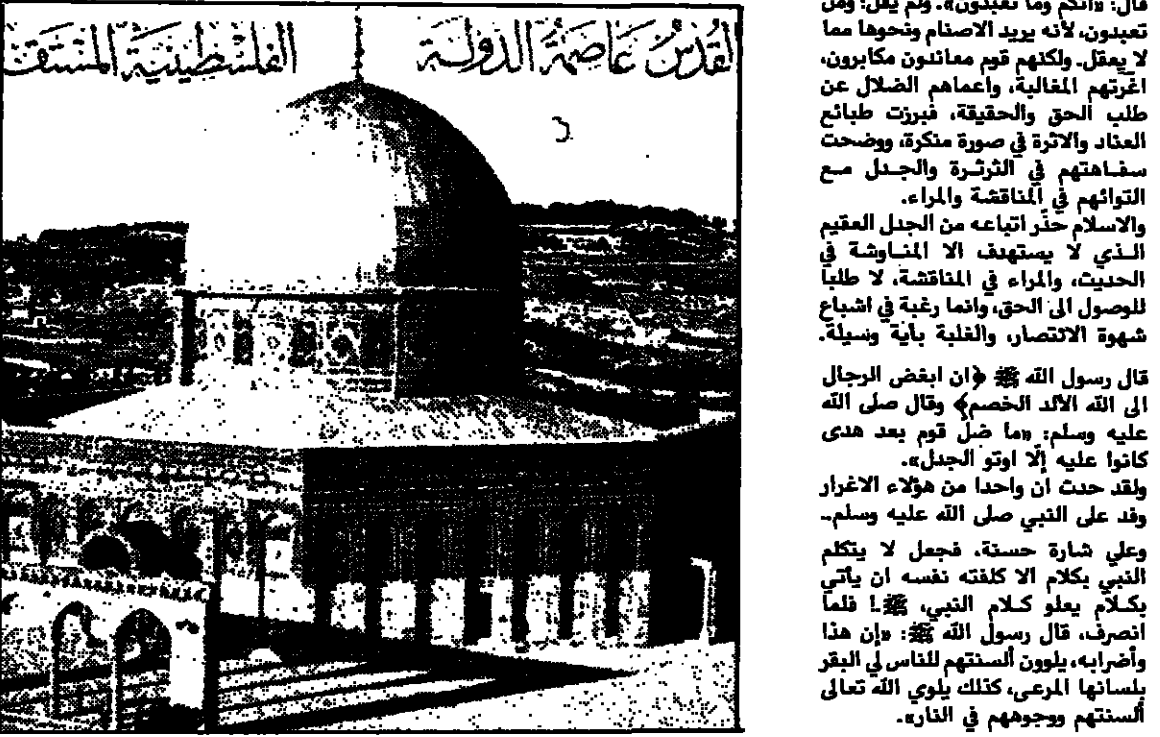 القدس عاصمة الدولة الفلسطينية المستقلة
قال: «انكم وما تعبدون». ولم يقل: ومن
تعبدون، لأنه يريد الاصنام ونحوها مما
لا يعقل. ولكنهم قوم معاندون مكابرون،
اغرتهم المغالبة، واعماهم الضلال عن
طلب الحق والحقيقة، فبرزت طبائع
العناد والاثرة في صورة منكرة، ووضحت
سفاهتهم في الثرثرة والجدل مع
التوائهم في المناقشة والمراء.
والاسلام حذّر اتباعه من الجدل العقيم
الذي لا يستهدف الا المناوشة في
الحديث، والمراء في المناقشة، لا طلباً
للوصول الى الحق، وانما رغبة في اشباع
شهوة الانتصار، والغلبة بأية وسيلة.
قال رسول الله ﷺ ﴿ان ابغض الرجال
الى الله الألد الخصم﴾ وقال صلى الله
عليه وسلم: «ما ضل قوم بعد هدى
كانوا عليه إلّا اوتو الجدل».
ولقد حدث ان واحدا من هؤلاء الاغرار
وفد على النبي صلى الله عليه وسلم۔
وعلي شارة حسنة، فجعل لا يتكلم
النبي بكلام الا كلفته نفسه ان يأتي
بكلام يعلو كلام النبي، ﷺ! فلما
انصرف، قال رسول الله ﷺ: «إن هذا
وأضرابه، يلوون ألسنتهم للناس لي البقر
بلسانها المرعى، كذلك يلوي الله تعالى
ألسنتهم ووجوههم في النار».